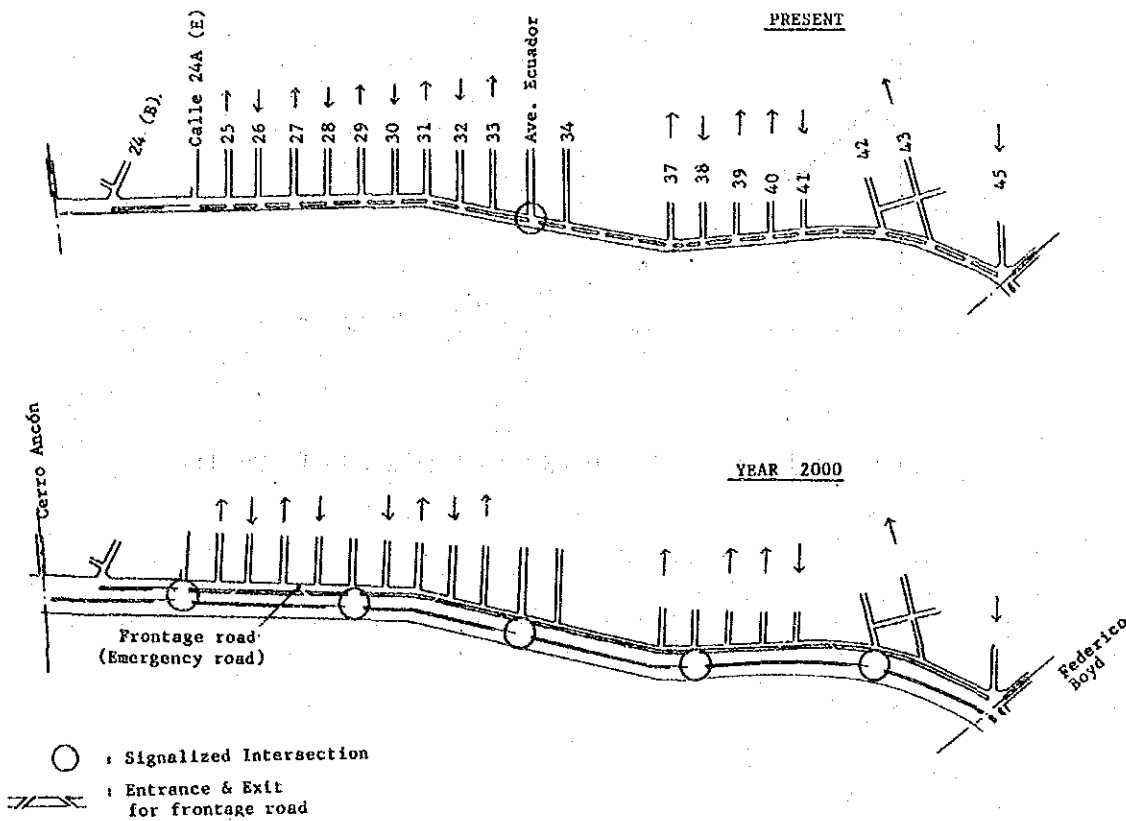 PRESENT
24 (B).
Calle 24A (E)
25
26
27
28
29
30
31
32
33
Ave. Ecuador
34
37
38
39
40
41
42
43
45
YEAR 2000
Cerro Ancón
Frontage road
(Emergency road)
Federico
Boyd
: Signalized Intersection
: Entrance & Exit
for frontage road